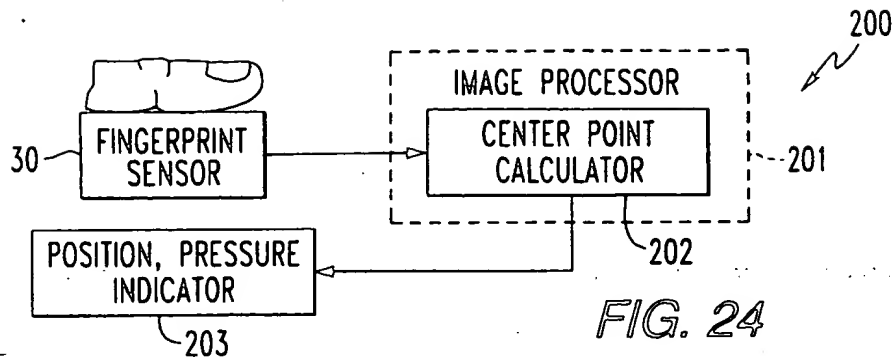 200
IMAGE PROCESSOR
30
FINGERPRINT
SENSOR
CENTER POINT
CALCULATOR
201
202
POSITION, PRESSURE
INDICATOR
203
FIG. 24